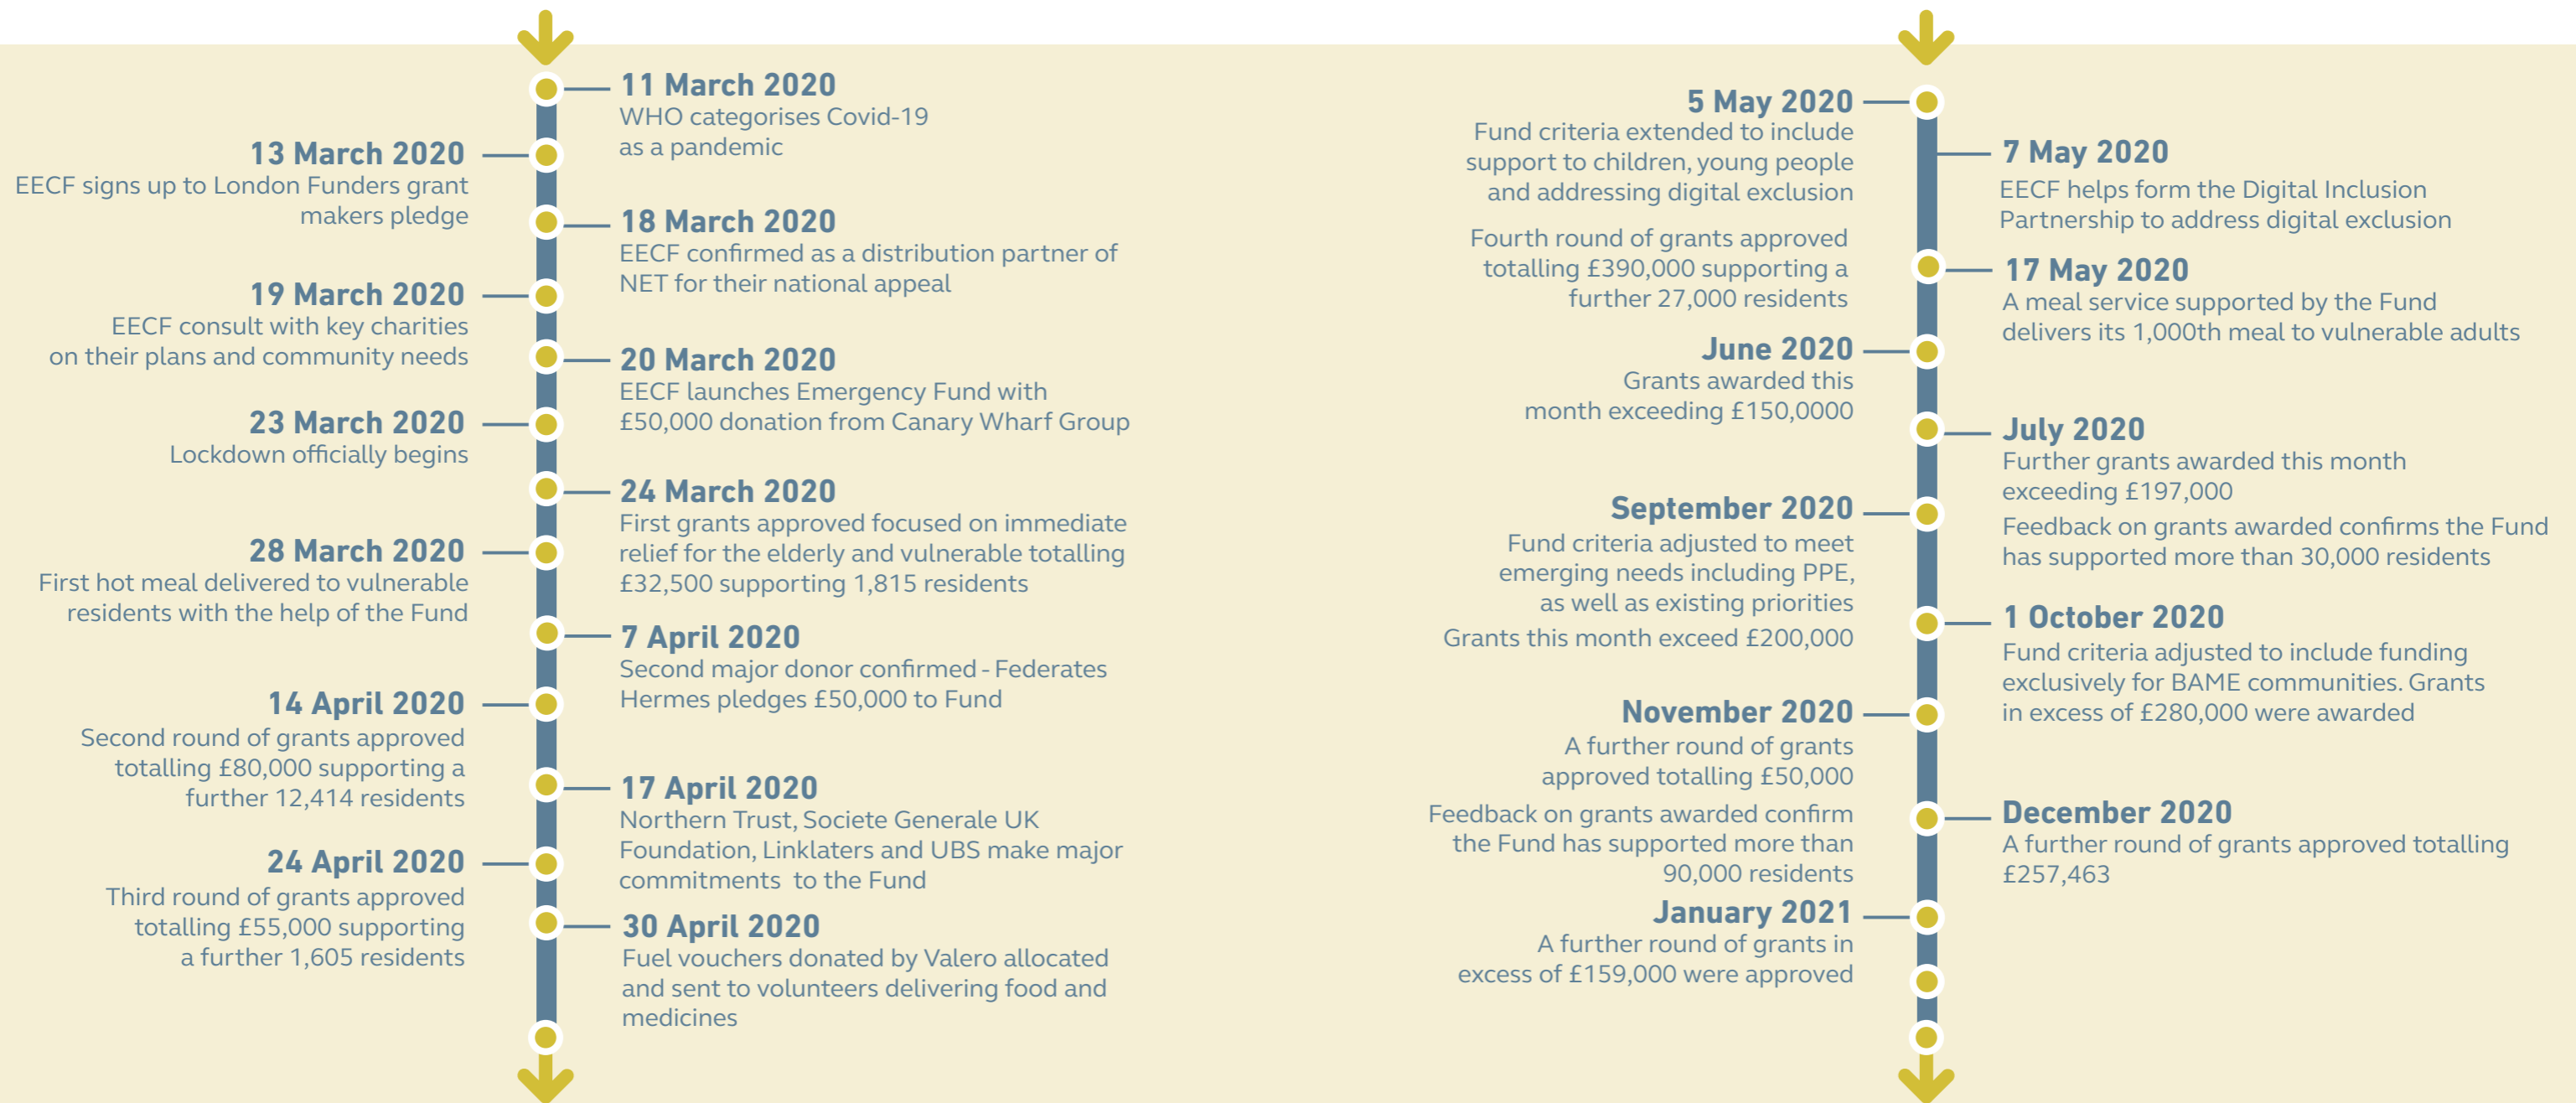 11 March 2020
WHO categorises Covid-19
as a pandemic
13 March 2020
EECF signs up to London Funders grant
makers pledge
18 March 2020
EECF confirmed as a distribution partner of
NET for their national appeal
19 March 2020
EECF consult with key charities
on their plans and community needs
20 March 2020
EECF launches Emergency Fund with
£50,000 donation from Canary Wharf Group
23 March 2020
Lockdown officially begins
24 March 2020
First grants approved focused on immediate
relief for the elderly and vulnerable totalling
£32,500 supporting 1,815 residents
28 March 2020
First hot meal delivered to vulnerable
residents with the help of the Fund
7 April 2020
Second major donor confirmed - Federates
Hermes pledges £50,000 to Fund
14 April 2020
Second round of grants approved
totalling £80,000 supporting a
further 12,414 residents
17 April 2020
Northern Trust, Societe Generale UK
Foundation, Linklaters and UBS make major
commitments to the Fund
24 April 2020
Third round of grants approved
totalling £55,000 supporting
a further 1,605 residents
30 April 2020
Fuel vouchers donated by Valero allocated
and sent to volunteers delivering food and
medicines
5 May 2020
Fund criteria extended to include
support to children, young people
and addressing digital exclusion
Fourth round of grants approved
totalling £390,000 supporting a
further 27,000 residents
7 May 2020
EECF helps form the Digital Inclusion
Partnership to address digital exclusion
17 May 2020
A meal service supported by the Fund
delivers its 1,000th meal to vulnerable adults
June 2020
Grants awarded this
month exceeding £150,0000
July 2020
Further grants awarded this month
exceeding £197,000
Feedback on grants awarded confirms the Fund
has supported more than 30,000 residents
September 2020
Fund criteria adjusted to meet
emerging needs including PPE,
as well as existing priorities
Grants this month exceed £200,000
1 October 2020
Fund criteria adjusted to include funding
exclusively for BAME communities. Grants
in excess of £280,000 were awarded
November 2020
A further round of grants
approved totalling £50,000
Feedback on grants awarded confirm
the Fund has supported more than
90,000 residents
December 2020
A further round of grants approved totalling
£257,463
January 2021
A further round of grants in
excess of £159,000 were approved